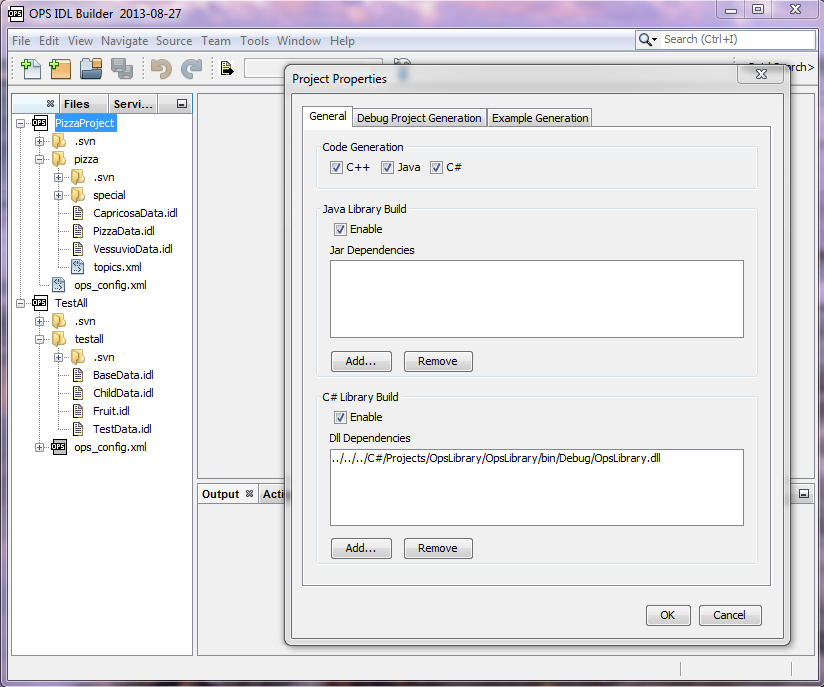 OPS IDL Builder 2013-08-27
File Edit View Navigate Source Team Tools Window Help
Search (Ctrl+I)
Search>
Files Servi...
OPS PizzaProject
.svn
pizza
.svn
special
CapricosaData.idl
PizzaData.idl
VessuvioData.idl
topics.xml
ops_config.xml
OPS TestAll
.svn
testall
.svn
BaseData.idl
ChildData.idl
Fruit.idl
TestData.idl
OPS ops_config.xml
Output
Acti
Project Properties
General Debug Project Generation Example Generation
Code Generation
C++ Java C#
Java Library Build
Enable
Jar Dependencies
Add... Remove
C# Library Build
Enable
Dll Dependencies
../../../C#/Projects/OpsLibrary/OpsLibrary/bin/Debug/OpsLibrary.dll
Add... Remove
OK Cancel